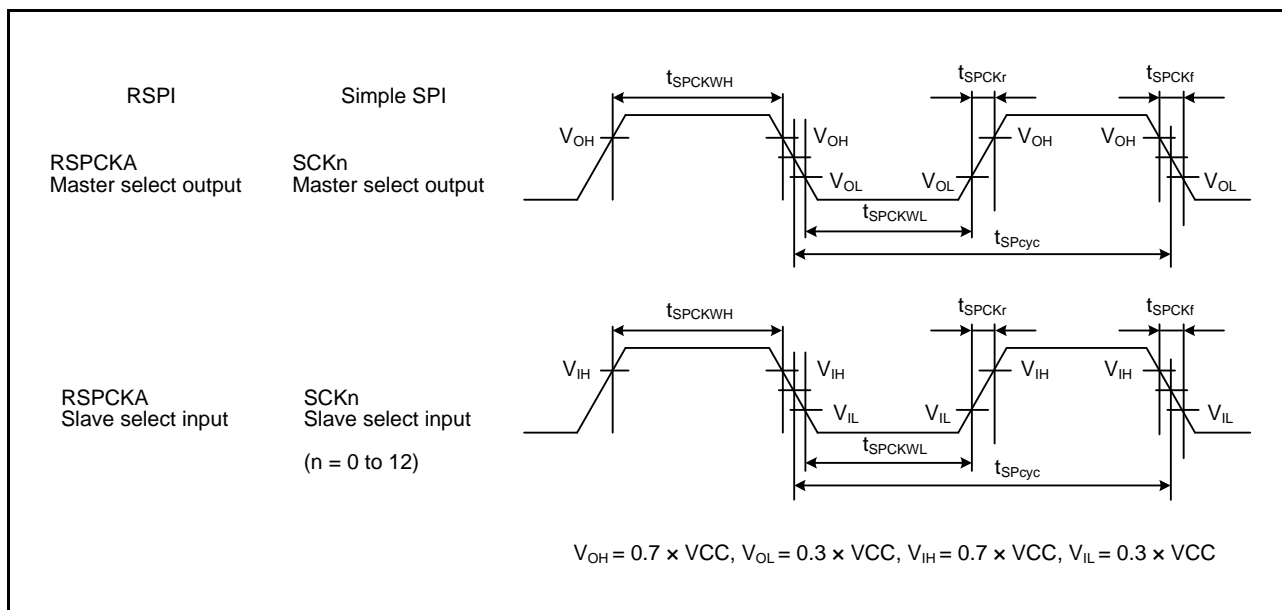 RSPI Simple SPI
tSPCKWH tSPCKr tSPCKf
VOH VOH VOH VOH
RSPCKA SCKn
Master select output Master select output
VOL VOL VOL
tSPCKWL
tSPcyc
tSPCKWH tSPCKr tSPCKf
VIH VIH VIH VIH
RSPCKA SCKn
Slave select input Slave select input
VIL VIL VIL
tSPCKWL
(n = 0 to 12)
tSPcyc
VOH = 0.7 × VCC, VOL = 0.3 × VCC, VIH = 0.7 × VCC, VIL = 0.3 × VCC